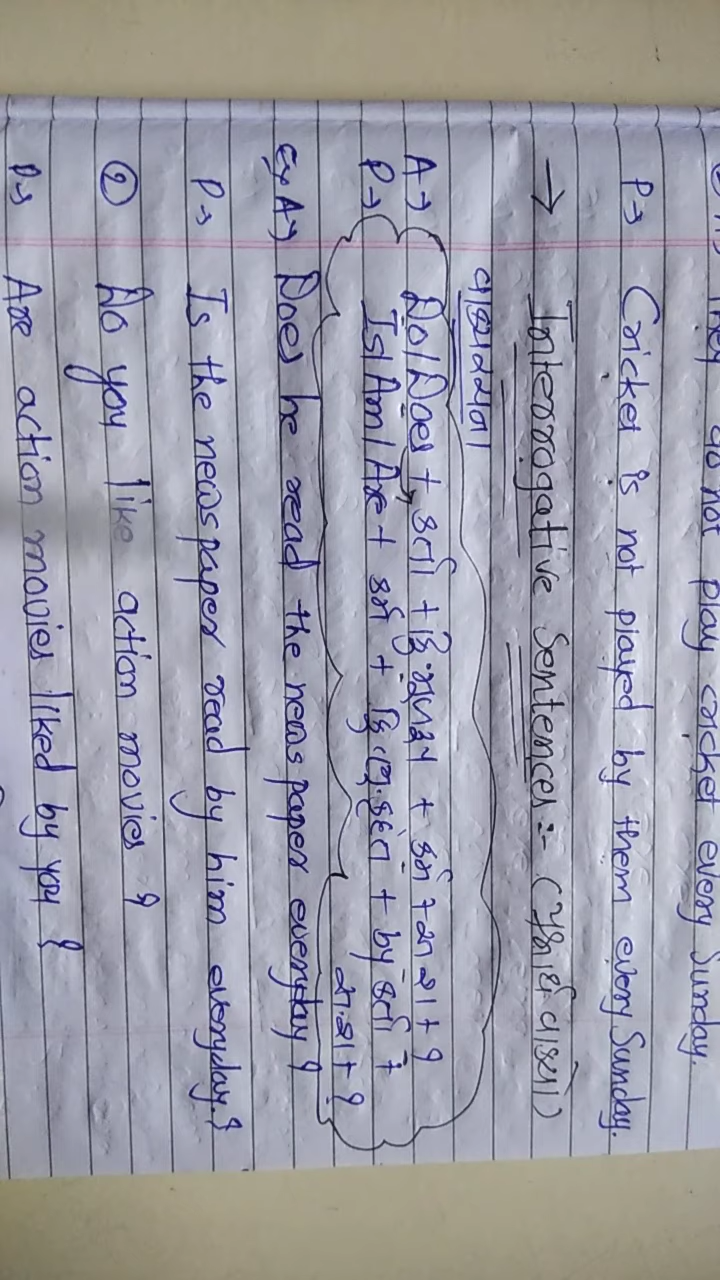 They do not play cricket every Sunday.
P→ Cricket is not played by them every Sunday.
→ Interrogative Sentences :- (પ્રશ્નાર્થ વાક્યો)
વાક્યરચના
A→ Do/Does + કર્તા + ક્રિ.મૂળરૂપ + કર્મ + અ.શ + ?
P→ Is/Am/Are + કર્મ + ક્રિ.ભૂ.કૃદંત + by કર્તા +
અ.શ + ?
Ex A→ Does he read the newspaper everyday?
P→ Is the newspaper read by him everyday.?
② Do you like action movies?
P→ Are action movies liked by you?